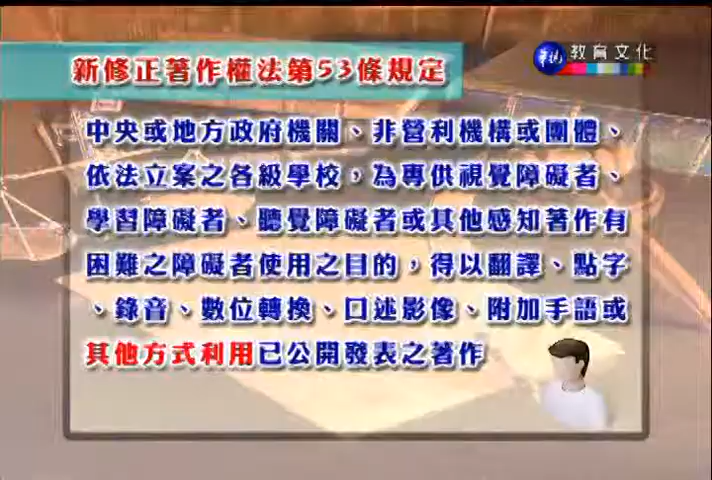 新修正著作權法第53條規定
華視 教育文化
中央或地方政府機關、非營利機構或團體、
依法立案之各級學校，為專供視覺障礙者、
學習障礙者、聽覺障礙者或其他感知著作有
困難之障礙者使用之目的，得以翻譯、點字
、錄音、數位轉換、口述影像、附加手語或
其他方式利用已公開發表之著作